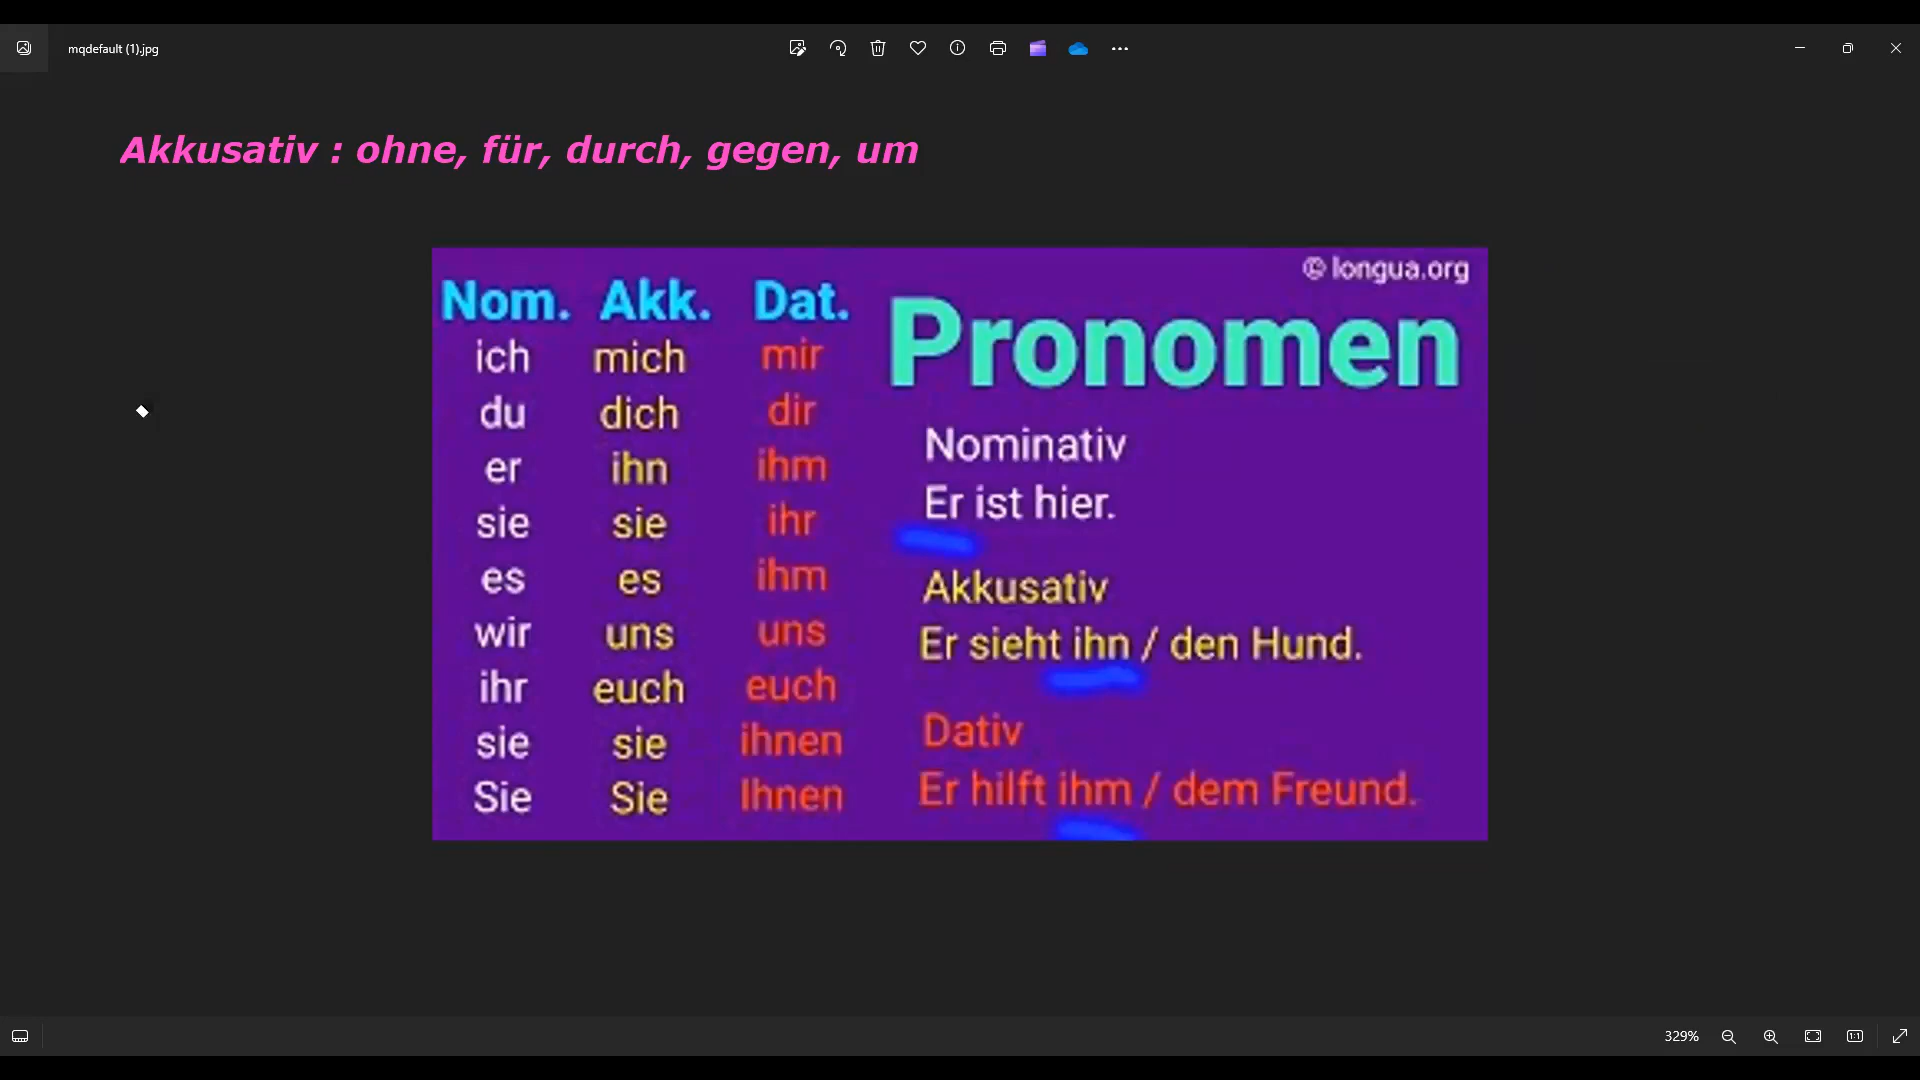 mqdefault (1).jpg
Akkusativ : ohne, für, durch, gegen, um
© longua.org
Pronomen
Nom. Akk. Dat.
ich mich mir
du dich dir
er ihn ihm
sie sie ihr
es es ihm
wir uns uns
ihr euch euch
sie sie ihnen
Sie Sie Ihnen
Nominativ
Er ist hier.
Akkusativ
Er sieht ihn / den Hund.
Dativ
Er hilft ihm / dem Freund.
329%
1:1